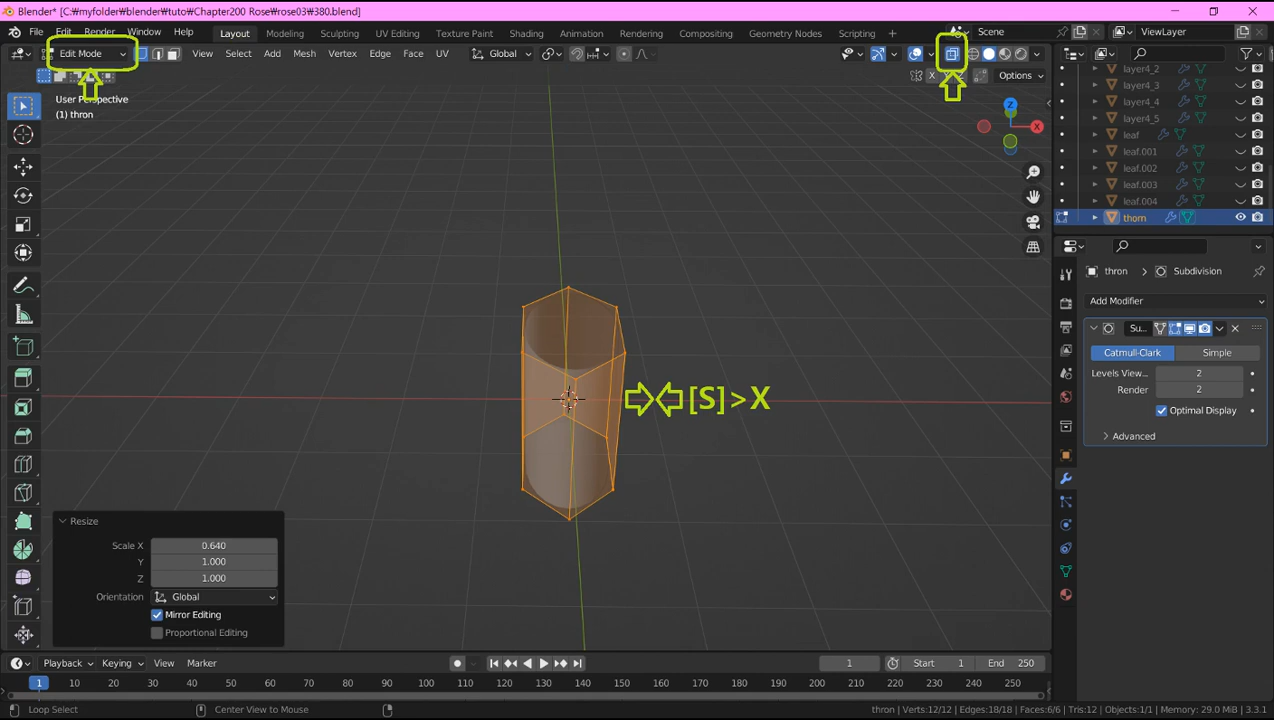 Blender* [C:₩myfolder₩blender₩tuto₩Chapter200 Rose₩rose03₩380.blend]
File Edit Render Window Help Layout Modeling Sculpting UV Editing Texture Paint Shading Animation Rendering Compositing Geometry Nodes Scripting Scene ViewLayer
Edit Mode View Select Add Mesh Vertex Edge Face UV Global
X Y Z Options
User Perspective
(1) thron
Z
X
layer4_2
layer4_3
layer4_4
layer4_5
leaf
leaf.001
leaf.002
leaf.003
leaf.004
thorn
thron > Subdivision
Add Modifier
Su...
Catmull-Clark Simple
Levels View... 2
Render 2
Optimal Display
Advanced
[S]>X
Resize
Scale X 0.640
Y 1.000
Z 1.000
Orientation Global
Mirror Editing
Proportional Editing
Playback Keying View Marker 1 Start 1 End 250
1 10 20 30 40 50 60 70 80 90 100 110 120 130 140 150 160 170 180 190 200 210 220 230 240 250
Loop Select Center View to Mouse thron | Verts:12/12 | Edges:18/18 | Faces:6/6 | Tris:12 | Objects:1/1 | Memory: 29.0 MiB | 3.3.1